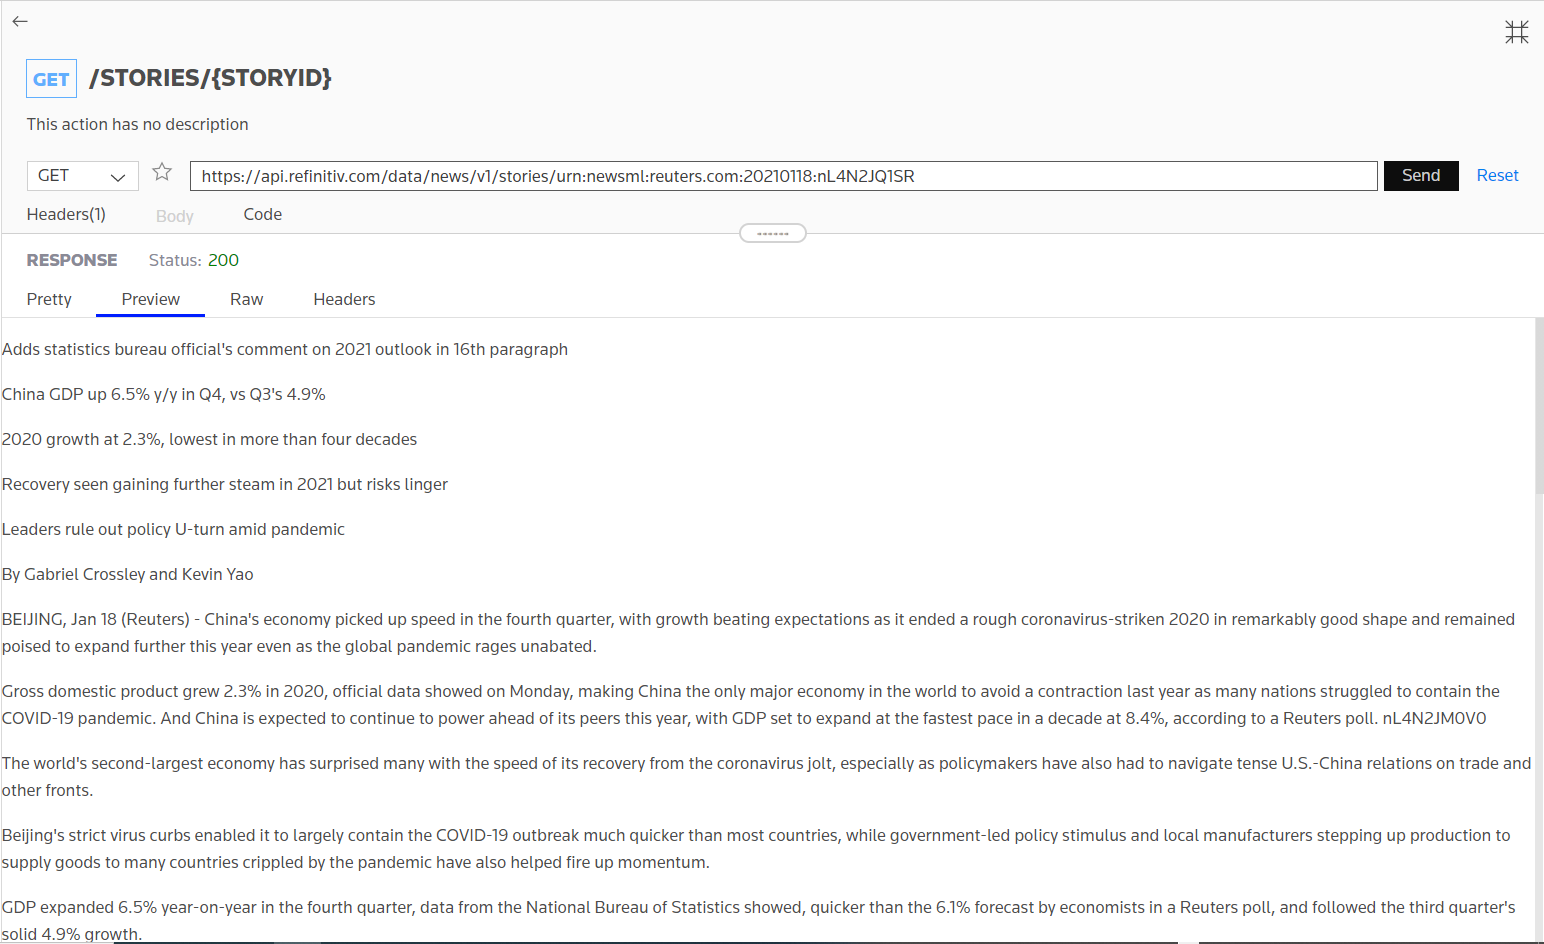 GET /STORIES/{STORYID}
This action has no description
GET https://api.refinitiv.com/data/news/v1/stories/urn:newsml:reuters.com:20210118:nL4N2JQ1SR Send Reset
Headers(1) Body Code
RESPONSE Status: 200
Pretty Preview Raw Headers
Adds statistics bureau official's comment on 2021 outlook in 16th paragraph
China GDP up 6.5% y/y in Q4, vs Q3's 4.9%
2020 growth at 2.3%, lowest in more than four decades
Recovery seen gaining further steam in 2021 but risks linger
Leaders rule out policy U-turn amid pandemic
By Gabriel Crossley and Kevin Yao
BEIJING, Jan 18 (Reuters) - China's economy picked up speed in the fourth quarter, with growth beating expectations as it ended a rough coronavirus-striken 2020 in remarkably good shape and remained
poised to expand further this year even as the global pandemic rages unabated.
Gross domestic product grew 2.3% in 2020, official data showed on Monday, making China the only major economy in the world to avoid a contraction last year as many nations struggled to contain the
COVID-19 pandemic. And China is expected to continue to power ahead of its peers this year, with GDP set to expand at the fastest pace in a decade at 8.4%, according to a Reuters poll. nL4N2JM0V0
The world's second-largest economy has surprised many with the speed of its recovery from the coronavirus jolt, especially as policymakers have also had to navigate tense U.S.-China relations on trade and
other fronts.
Beijing's strict virus curbs enabled it to largely contain the COVID-19 outbreak much quicker than most countries, while government-led policy stimulus and local manufacturers stepping up production to
supply goods to many countries crippled by the pandemic have also helped fire up momentum.
GDP expanded 6.5% year-on-year in the fourth quarter, data from the National Bureau of Statistics showed, quicker than the 6.1% forecast by economists in a Reuters poll, and followed the third quarter's
solid 4.9% growth.